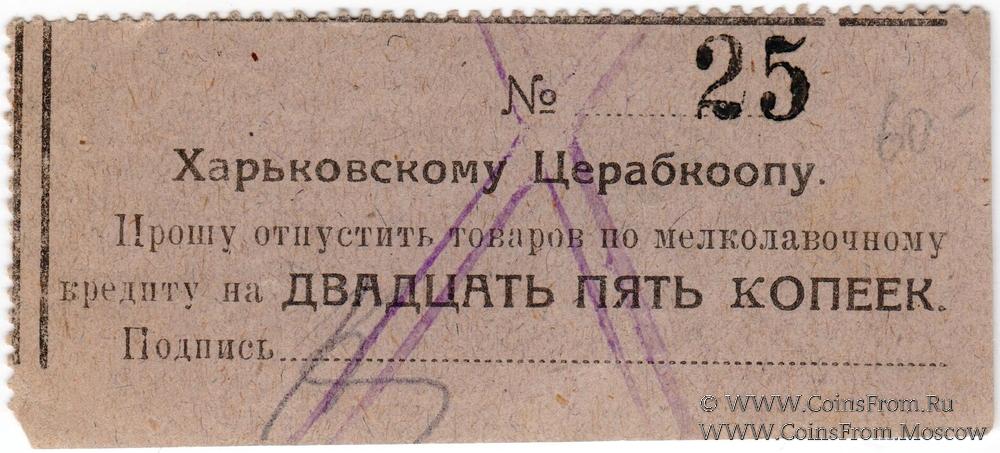 № 25
60-
Харьковскому Церабкоопу.
Прошу отпустить товаров по мелколавочному
кредиту на ДВАДЦАТЬ ПЯТЬ КОПЕЕК.
Подпись
© WWW.CoinsFrom.Ru
WWW.CoinsFrom.Moscow